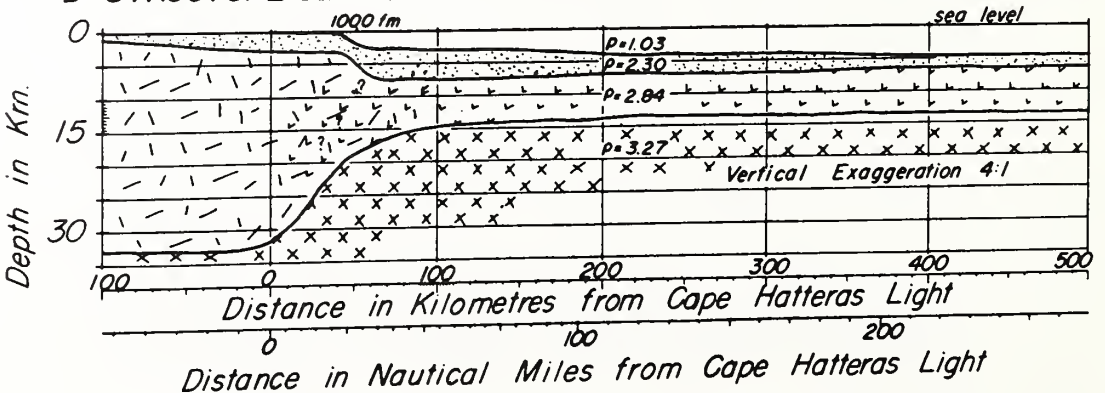 1000 fm
sea level
0
ρ=1.03
ρ=2.30
?
ρ=2.84
15
?
ρ=3.27
Vertical Exaggeration 4:1
30
Depth in Km.
100 0 100 200 300 400 500
Distance in Kilometres from Cape Hatteras Light
0 100 200
Distance in Nautical Miles from Cape Hatteras Light